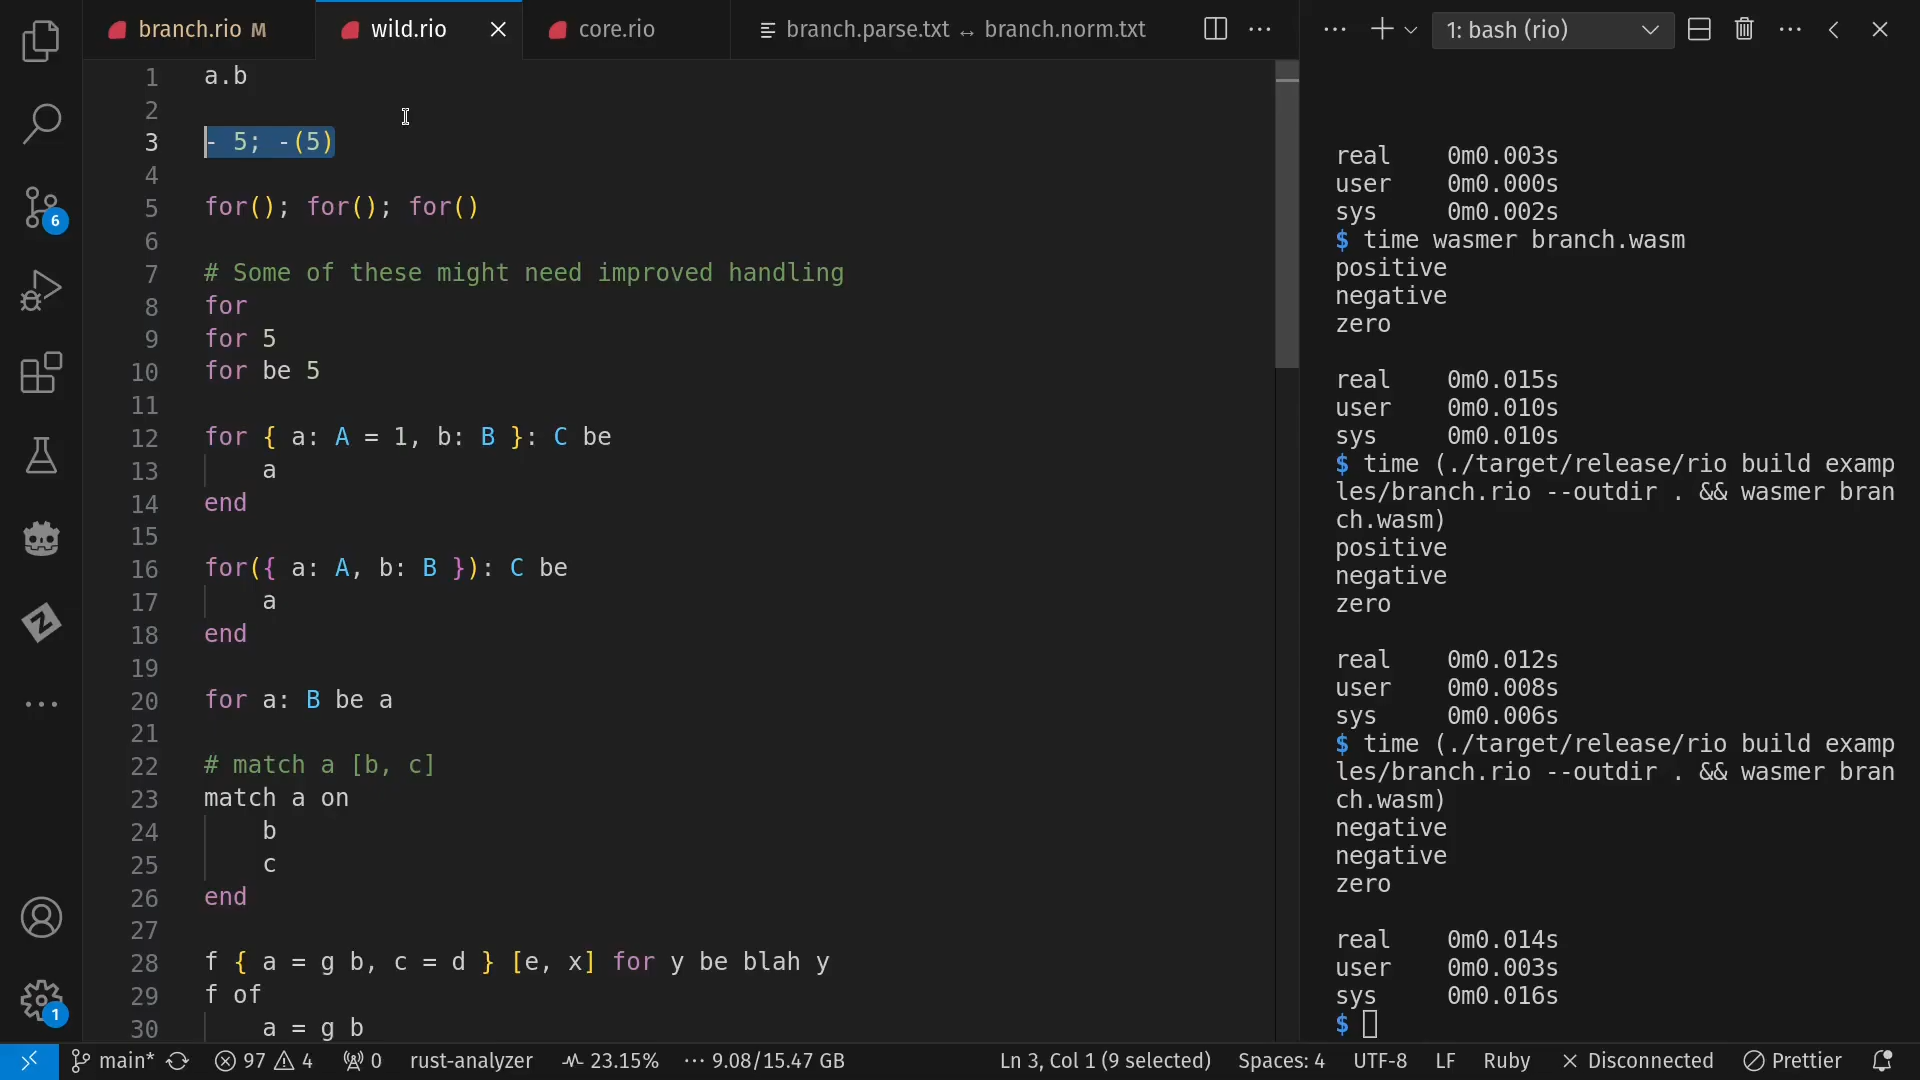 branch.rio M
wild.rio
core.rio
branch.parse.txt ↔ branch.norm.txt
1: bash (rio)
1 a.b
2
3 - 5; -(5)
4
5 for(); for(); for()
6
7 # Some of these might need improved handling
8 for
9 for 5
10 for be 5
11
12 for { a: A = 1, b: B }: C be
13 a
14 end
15
16 for({ a: A, b: B }): C be
17 a
18 end
19
20 for a: B be a
21
22 # match a [b, c]
23 match a on
24 b
25 c
26 end
27
28 f { a = g b, c = d } [e, x] for y be blah y
29 f of
30 a = g b
real 0m0.003s
user 0m0.000s
sys 0m0.002s
$ time wasmer branch.wasm
positive
negative
zero
real 0m0.015s
user 0m0.010s
sys 0m0.010s
$ time (./target/release/rio build examp
les/branch.rio --outdir . && wasmer bran
ch.wasm)
positive
negative
zero
real 0m0.012s
user 0m0.008s
sys 0m0.006s
$ time (./target/release/rio build examp
les/branch.rio --outdir . && wasmer bran
ch.wasm)
negative
negative
zero
real 0m0.014s
user 0m0.003s
sys 0m0.016s
$
6
1
main* 97 4 0 rust-analyzer 23.15% ··· 9.08/15.47 GB Ln 3, Col 1 (9 selected) Spaces: 4 UTF-8 LF Ruby Disconnected Prettier